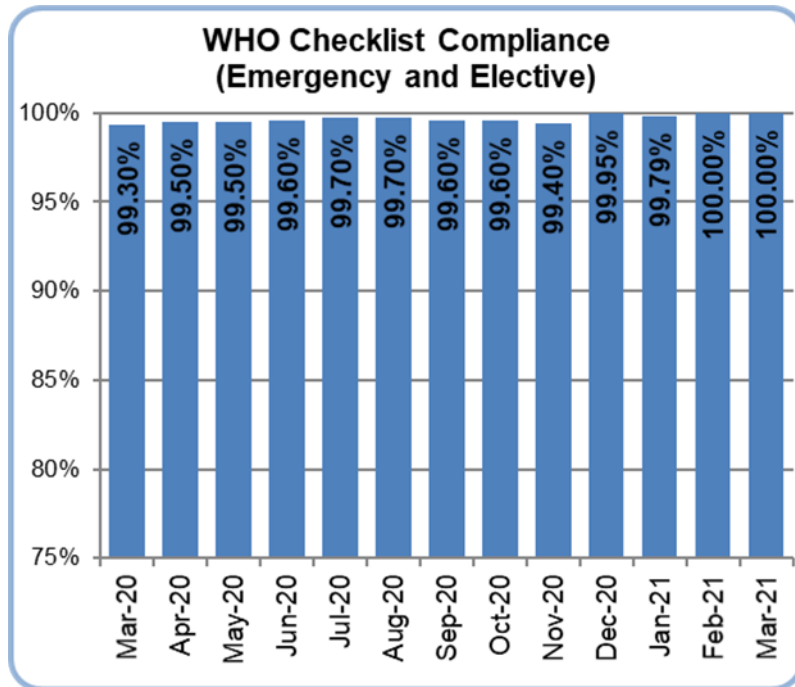 WHO Checklist Compliance
(Emergency and Elective)
100%
95%
90%
85%
80%
75%
99.30%
99.50%
99.50%
99.60%
99.70%
99.70%
99.60%
99.60%
99.40%
99.95%
99.79%
100.00%
100.00%
Mar-20
Apr-20
May-20
Jun-20
Jul-20
Aug-20
Sep-20
Oct-20
Nov-20
Dec-20
Jan-21
Feb-21
Mar-21